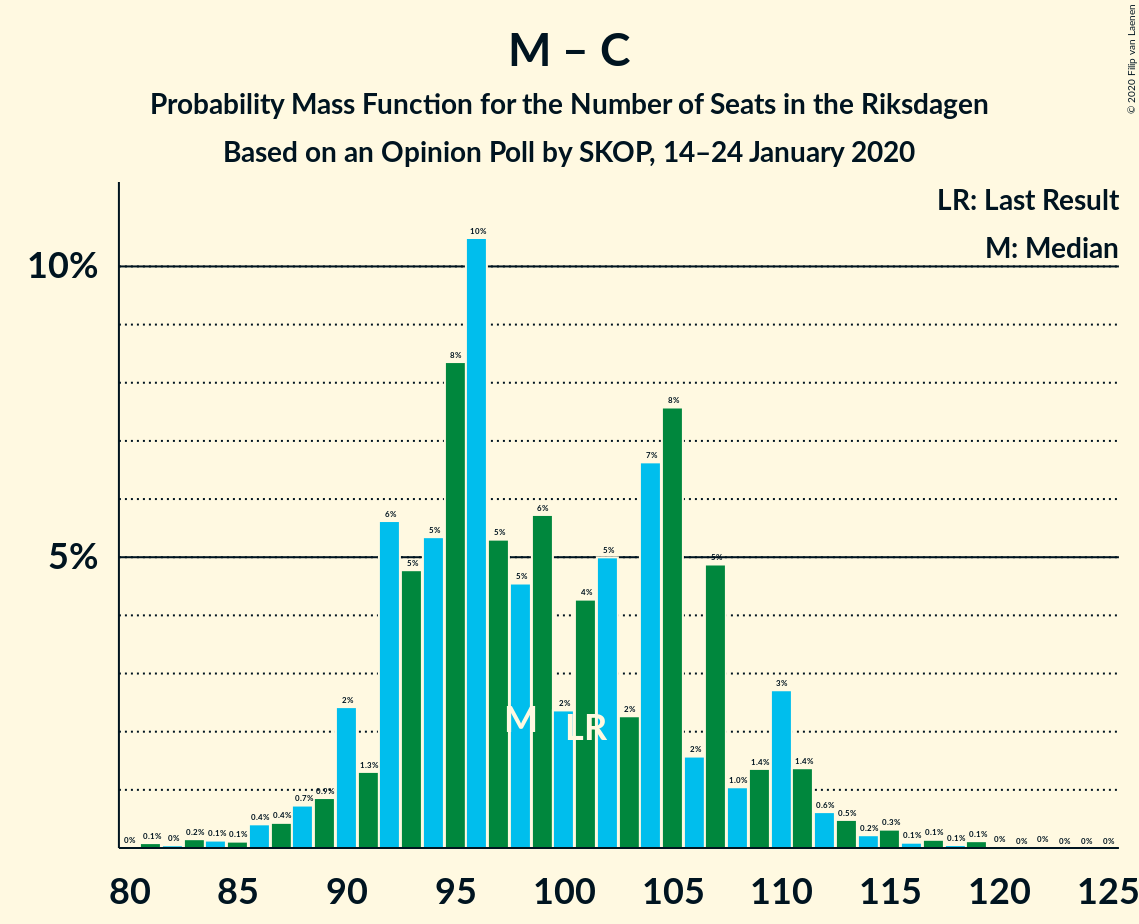 M – C
Probability Mass Function for the Number of Seats in the Riksdagen
Based on an Opinion Poll by SKOP, 14–24 January 2020
© 2020 Filip van Laenen
LR: Last Result
M: Median
10%
5%
0% 0.1% 0% 0.2% 0.1% 0.1% 0.4% 0.4% 0.7% 0.9% 2% 1.3% 6% 5% 5% 8% 10% 5% 5% 6% 2% 4% 5% 2% 7% 8% 2% 5% 1.0% 1.4% 3% 1.4% 0.6% 0.5% 0.2% 0.3% 0.1% 0.1% 0.1% 0.1% 0% 0% 0% 0% 0% 0%
M LR
80 85 90 95 100 105 110 115 120 125